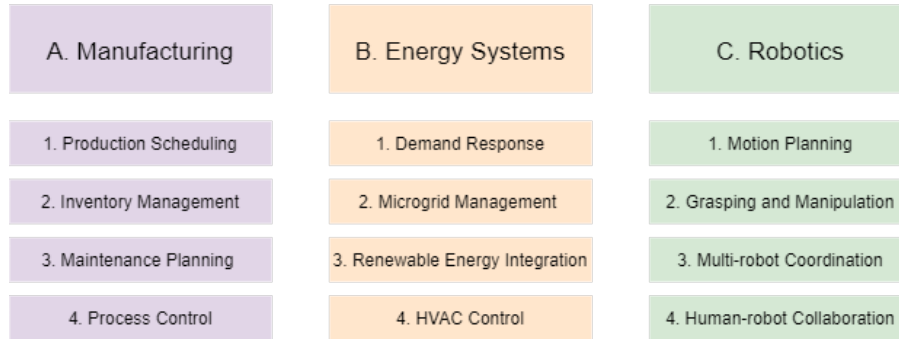 A. Manufacturing
1. Production Scheduling
2. Inventory Management
3. Maintenance Planning
4. Process Control
B. Energy Systems
1. Demand Response
2. Microgrid Management
3. Renewable Energy Integration
4. HVAC Control
C. Robotics
1. Motion Planning
2. Grasping and Manipulation
3. Multi-robot Coordination
4. Human-robot Collaboration